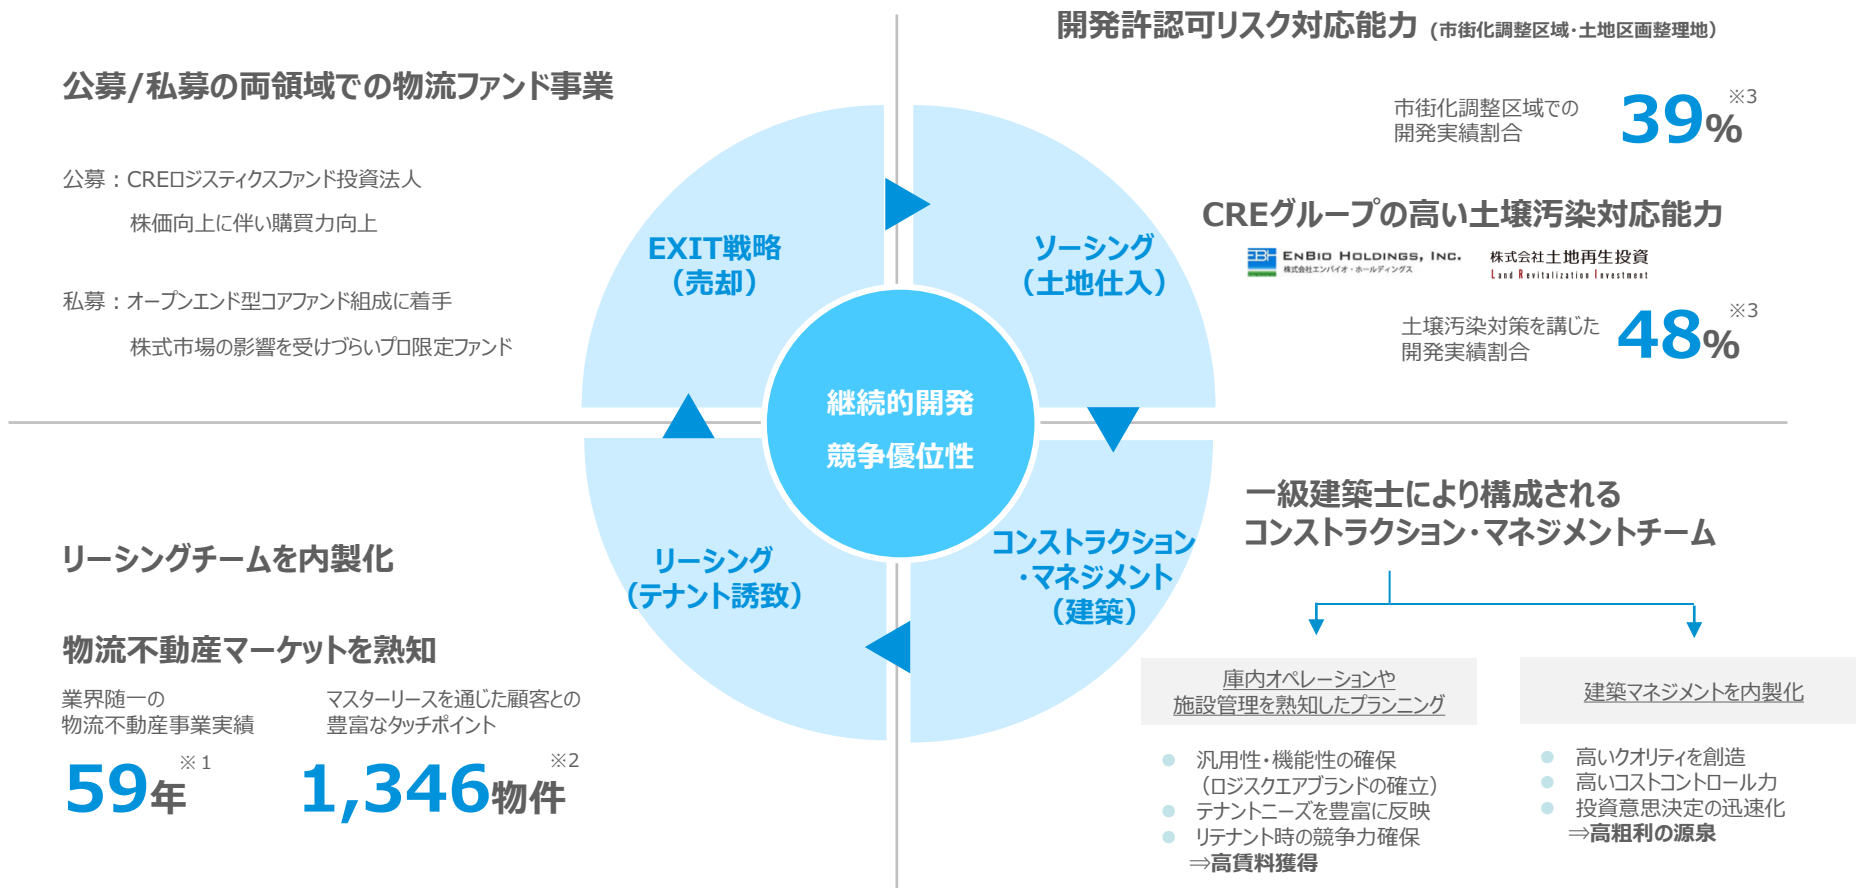 公募/私募の両領域での物流ファンド事業
公募：CREロジスティクスファンド投資法人
株価向上に伴い購買力向上
私募：オープンエンド型コアファンド組成に着手
株式市場の影響を受けづらいプロ限定ファンド
開発許認可リスク対応能力 (市街化調整区域・土地区画整理地)
市街化調整区域での
開発実績割合
39% ※3
CREグループの高い土壌汚染対応能力
EBH ENBIO HOLDINGS, INC.
株式会社エンバイオ・ホールディングス
株式会社土地再生投資
Land Revitalization Investment
土壌汚染対策を講じた
開発実績割合
48% ※3
EXIT戦略
（売却）
ソーシング
（土地仕入）
継続的開発
競争優位性
リーシング
（テナント誘致）
コンストラクション
・マネジメント
（建築）
リーシングチームを内製化
物流不動産マーケットを熟知
業界随一の
物流不動産事業実績
59年 ※1
マスターリースを通じた顧客との
豊富なタッチポイント
1,346物件 ※2
一級建築士により構成される
コンストラクション・マネジメントチーム
庫内オペレーションや
施設管理を熟知したプランニング
● 汎用性・機能性の確保
（ロジスクエアブランドの確立）
● テナントニーズを豊富に反映
● リテナント時の競争力確保
⇒高賃料獲得
建築マネジメントを内製化
● 高いクオリティを創造
● 高いコストコントロール力
● 投資意思決定の迅速化
⇒高粗利の源泉